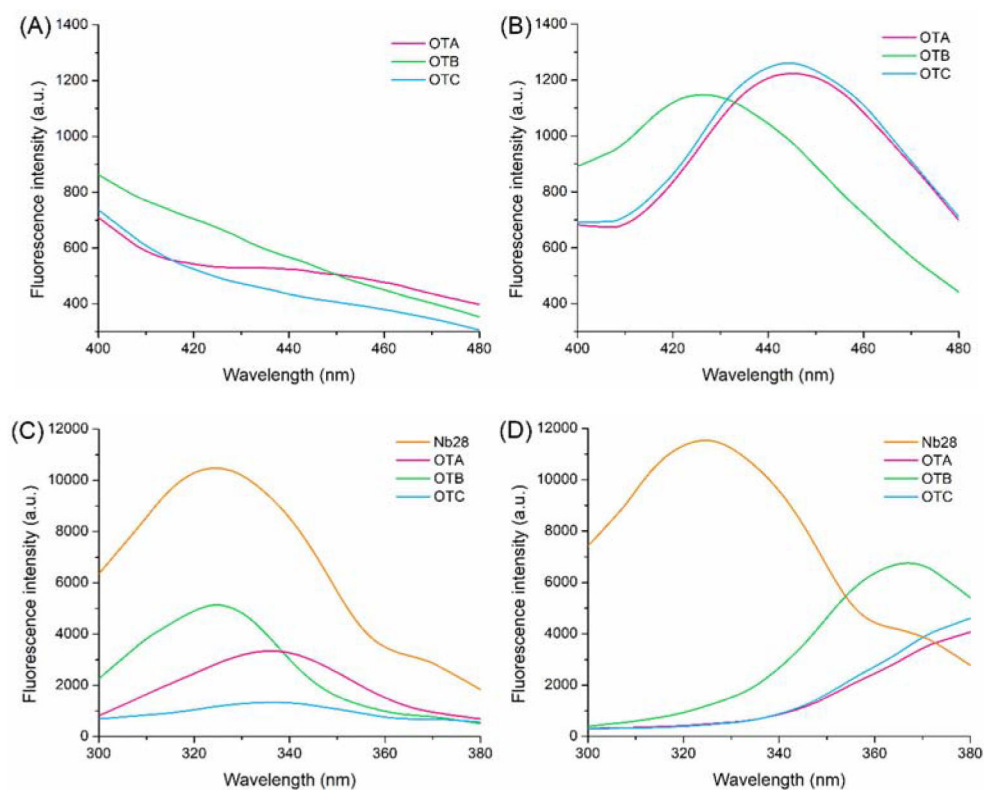 (A)
Fluorescence intensity (a.u.)
1400
1200
1000
800
600
400
OTA
OTB
OTC
400 420 440 460 480
Wavelength (nm)
(B)
Fluorescence intensity (a.u.)
1400
1200
1000
800
600
400
OTA
OTB
OTC
400 420 440 460 480
Wavelength (nm)
(C)
Fluorescence intensity (a.u.)
12000
10000
8000
6000
4000
2000
0
Nb28
OTA
OTB
OTC
300 320 340 360 380
Wavelength (nm)
(D)
Fluorescence intensity (a.u.)
12000
10000
8000
6000
4000
2000
0
Nb28
OTA
OTB
OTC
300 320 340 360 380
Wavelength (nm)